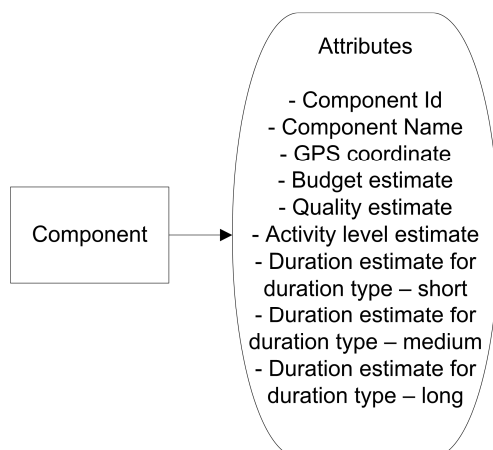 Attributes
- Component Id
- Component Name
- GPS coordinate
- Budget estimate
- Quality estimate
Component
- Activity level estimate
- Duration estimate for
duration type – short
- Duration estimate for
duration type – medium
- Duration estimate for
duration type – long